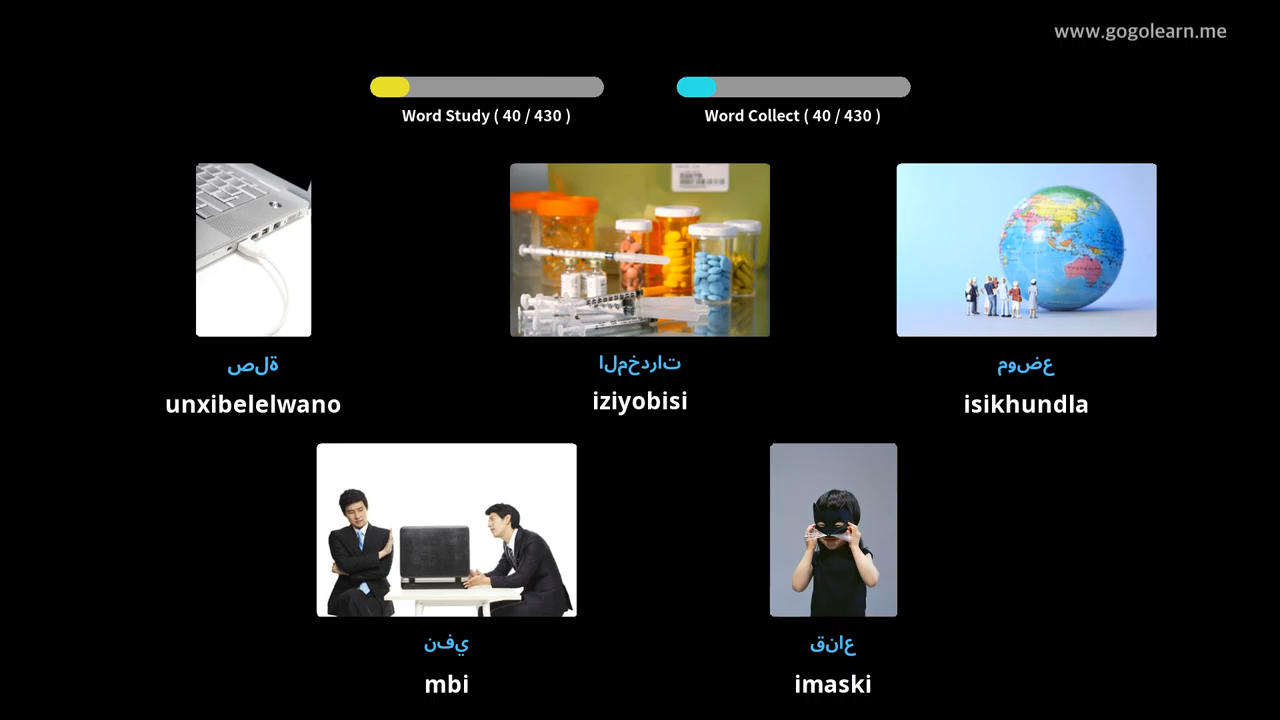 www.gogolearn.me
Word Study ( 40 / 430 )
Word Collect ( 40 / 430 )
صلة
unxibelelwano
المخدرات
iziyobisi
موضع
isikhundla
نفي
mbi
قناع
imaski